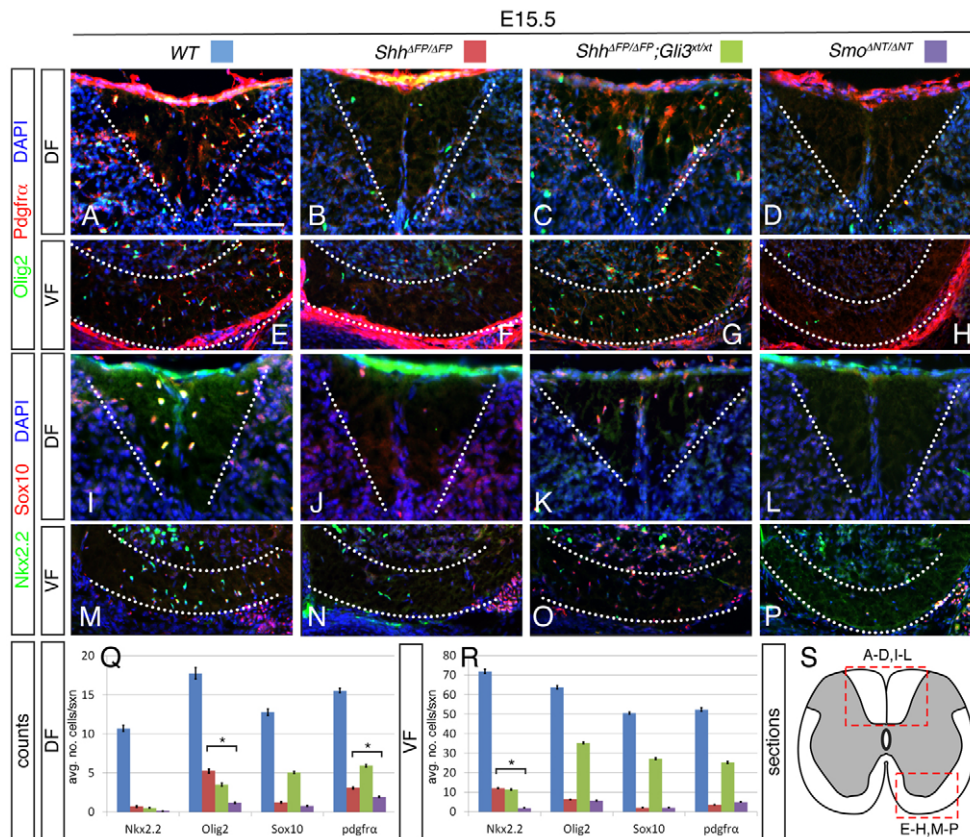 E15.5
WT
Shh^ΔFP/ΔFP
Shh^ΔFP/ΔFP;Gli3^xt/xt
Smo^ΔNT/ΔNT
Olig2 Pdgfrα DAPI
DF
A
B
C
D
VF
E
F
G
H
Nkx2.2 Sox10 DAPI
DF
I
J
K
L
VF
M
N
O
P
counts
DF
Q
avg. no. cells/sxn
20
15
10
5
0
*
*
Nkx2.2 Olig2 Sox10 pdgfrα
VF
R
avg. no. cells/sxn
80
70
60
50
40
30
20
10
0
*
Nkx2.2 Olig2 Sox10 pdgfrα
sections
S
A-D,I-L
E-H,M-P